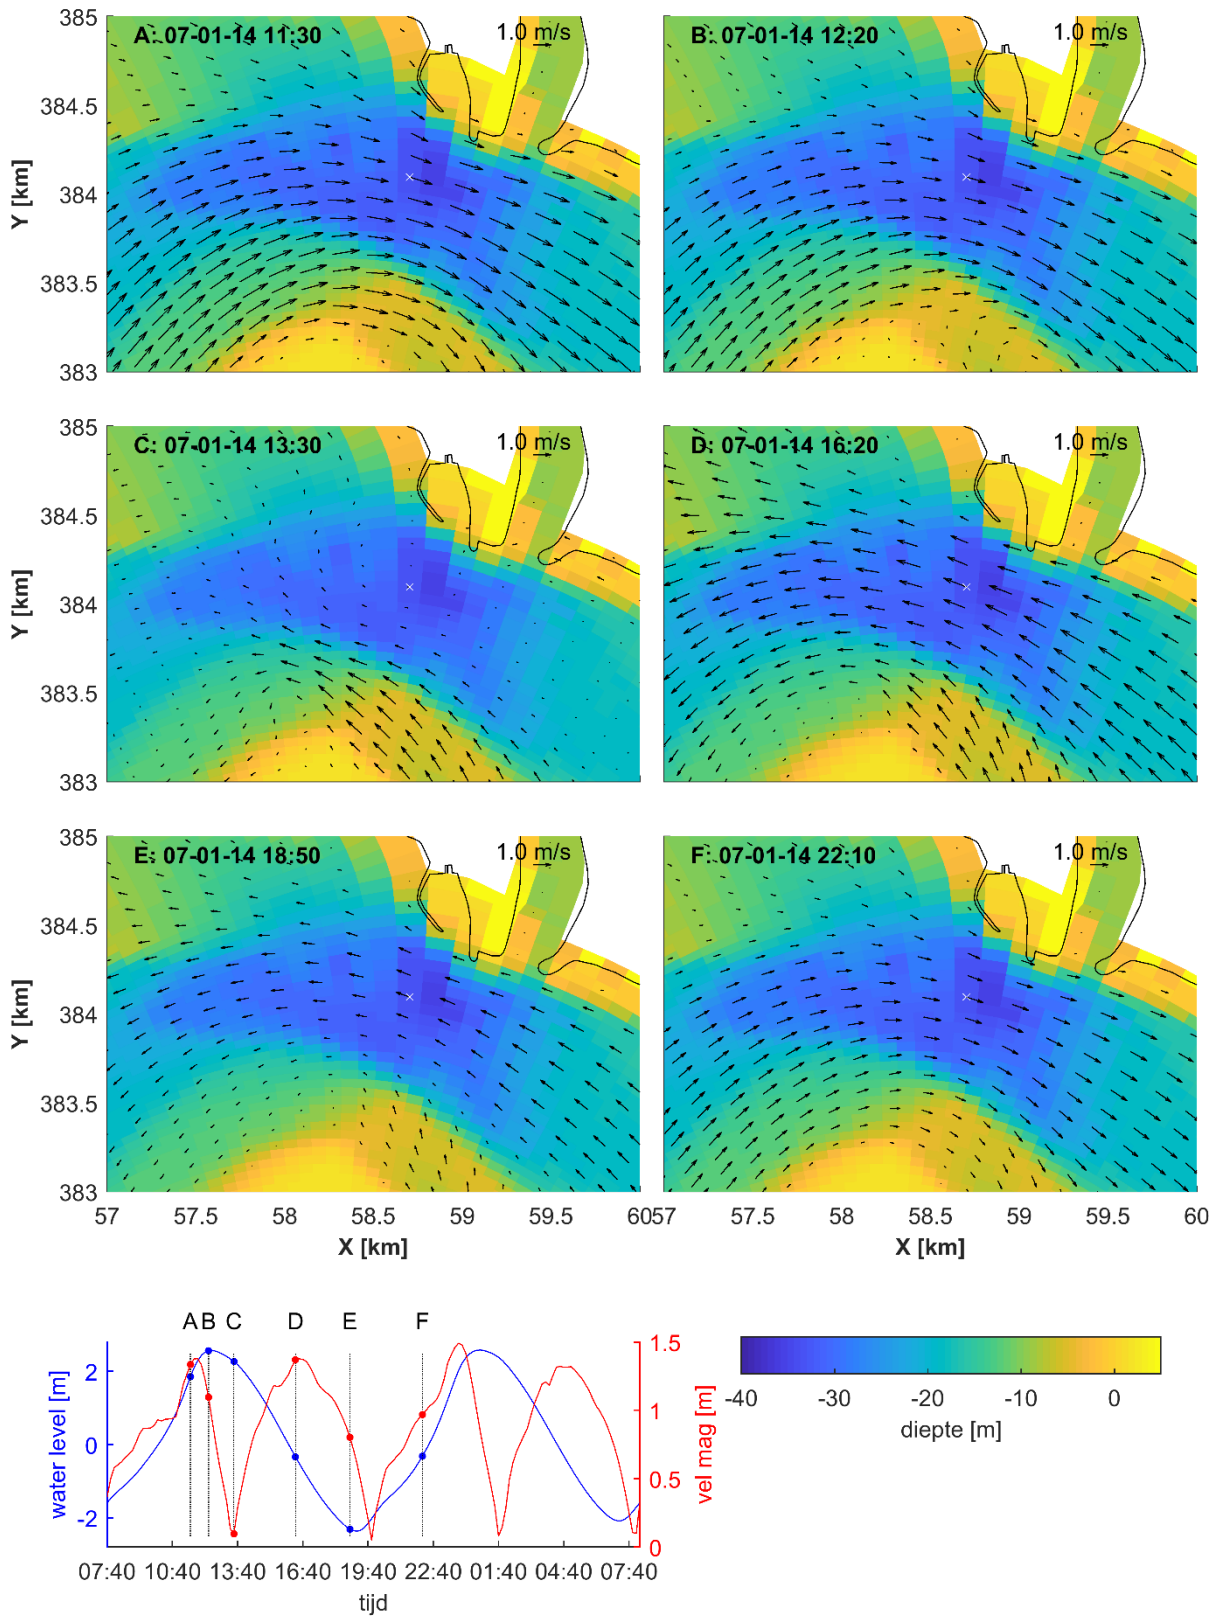 385
384.5
384
383.5
383
Y [km]
A: 07-01-14 11:30
1.0 m/s
B: 07-01-14 12:20
1.0 m/s
385
384.5
384
383.5
383
Y [km]
C: 07-01-14 13:30
1.0 m/s
D: 07-01-14 16:20
1.0 m/s
385
384.5
384
383.5
383
Y [km]
E: 07-01-14 18:50
1.0 m/s
F: 07-01-14 22:10
1.0 m/s
57 57.5 58 58.5 59 59.5 60
57 57.5 58 58.5 59 59.5 60
X [km]
X [km]
A B C D E F
2
0
-2
water level [m]
1.5
1
0.5
0
vel mag [m]
07:40 10:40 13:40 16:40 19:40 22:40 01:40 04:40 07:40
tijd
-40 -30 -20 -10 0
diepte [m]